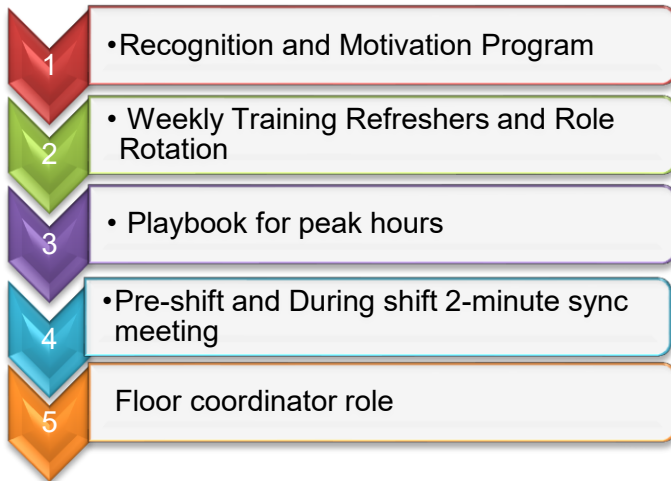 1
•Recognition and Motivation Program
2
• Weekly Training Refreshers and Role
Rotation
3
• Playbook for peak hours
4
•Pre-shift and During shift 2-minute sync
meeting
5
Floor coordinator role